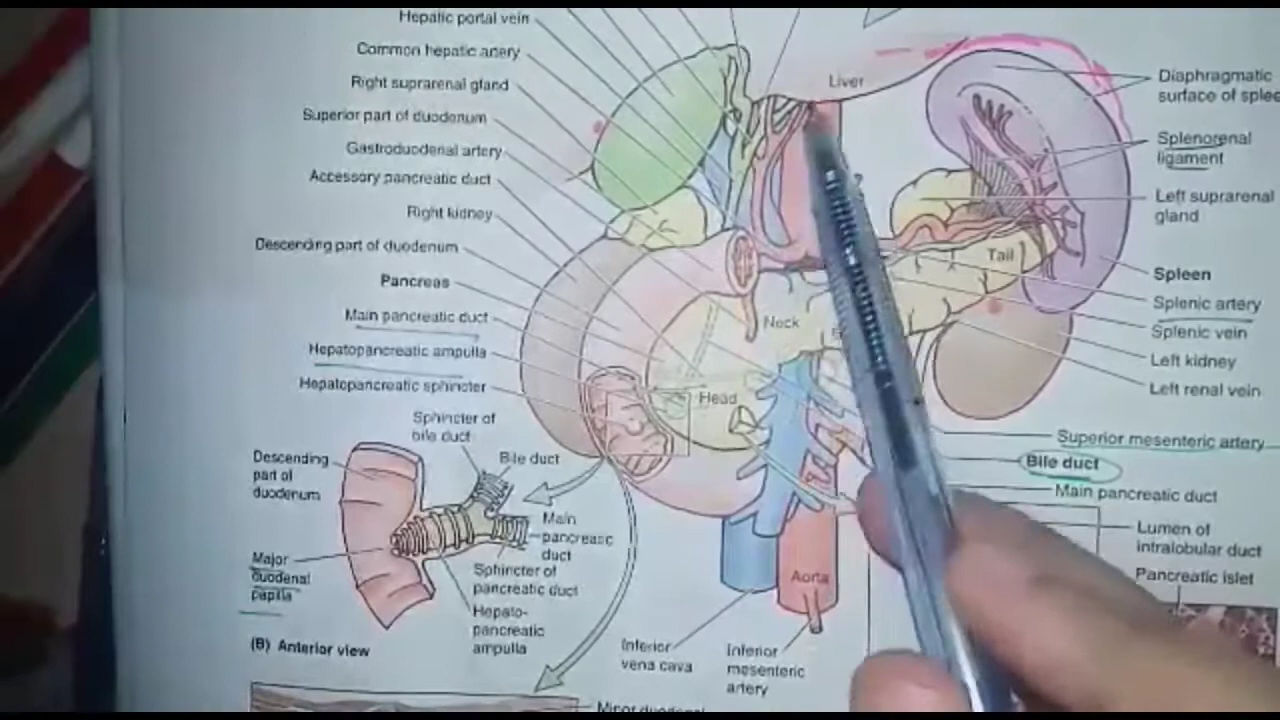 Hepatic portal vein
Common hepatic artery
Right suprarenal gland
Superior part of duodenum
Gastroduodenal artery
Accessory pancreatic duct
Right kidney
Descending part of duodenum
Pancreas
Main pancreatic duct
Hepatopancreatic ampulla
Hepatopancreatic sphincter
Liver
Diaphragmatic
surface of splee
Splenorenal
ligament
Left suprarenal
gland
Tail
Spleen
Splenic artery
Splenic vein
Left kidney
Left renal vein
Neck
Head
Superior mesenteric artery
Bile duct
Main pancreatic duct
Lumen of
intralobular duct
Pancreatic islet
Sphincter of
bile duct
Bile duct
Descending
part of
duodenum
Main
pancreatic
duct
Major
duodenal
papilla
Sphincter of
pancreatic duct
Hepato-
pancreatic
ampulla
Aorta
Inferior
vena cava
Inferior
mesenteric
artery
(B) Anterior view
Minor duodenal